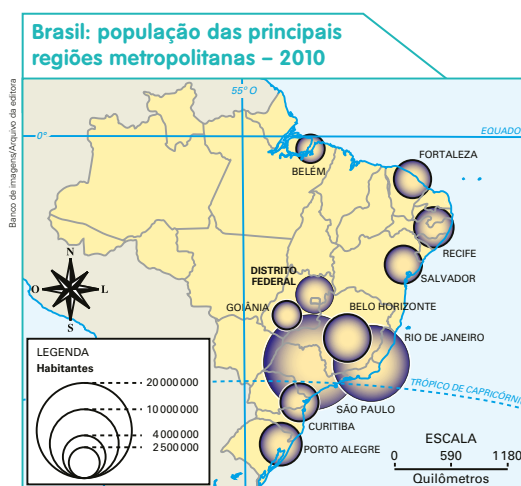 Brasil: população das principais
regiões metropolitanas – 2010
Banco de imagens/Arquivo da editora
55° O
0°
EQUADO
BELÉM
FORTALEZA
RECIFE
SALVADOR
DISTRITO
FEDERAL
GOIÂNIA
BELO HORIZONTE
RIO DE JANEIRO
TRÓPICO DE CAPRICÓRNI
SÃO PAULO
CURITIBA
PORTO ALEGRE
N
O
L
S
LEGENDA
Habitantes
20 000 000
10 000 000
4 000 000
2 500 000
ESCALA
0 590 1180
Quilômetros